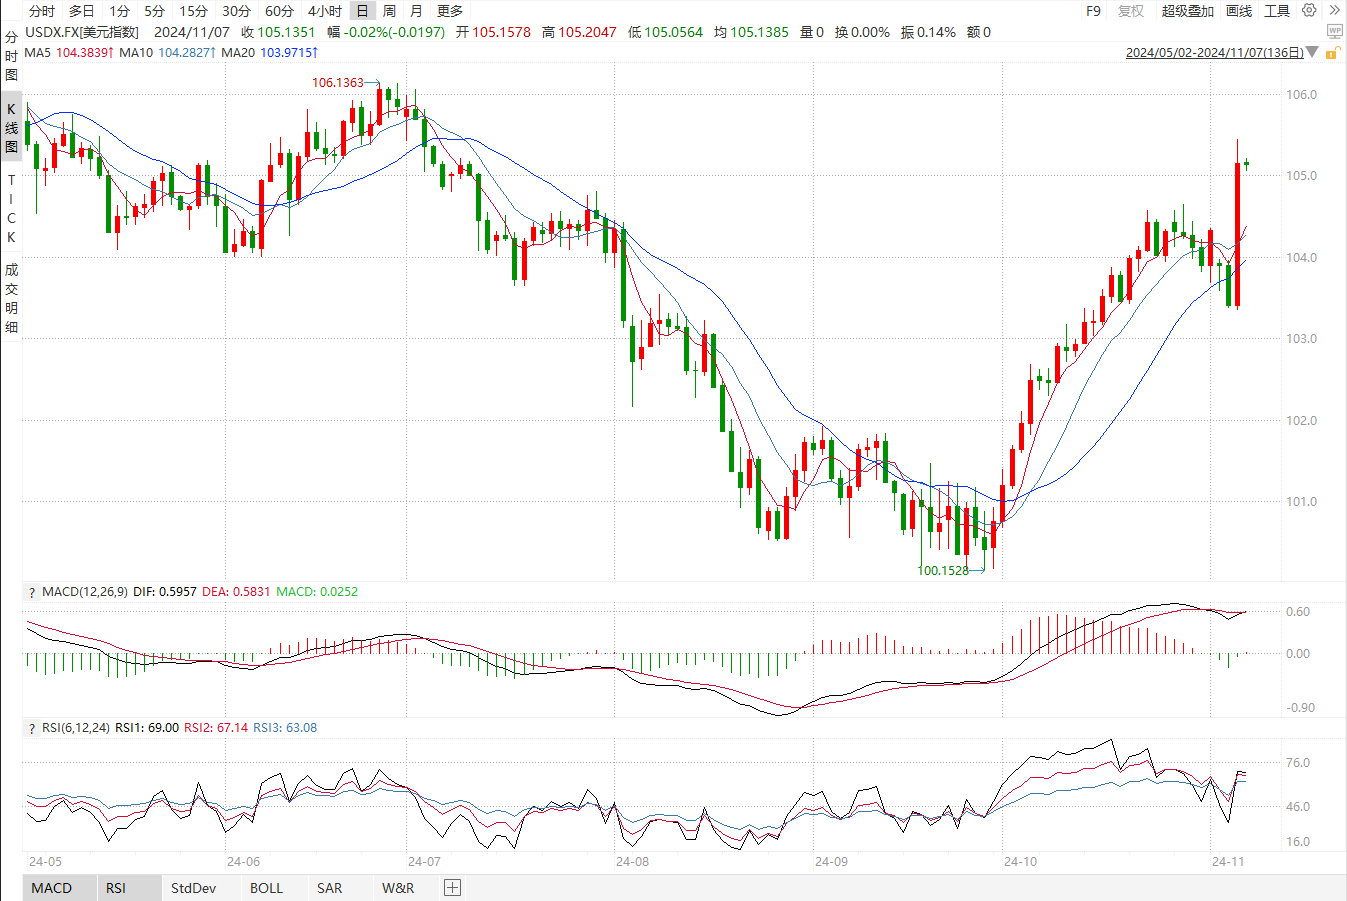 分时 多日 1分 5分 15分 30分 60分 4小时 日 周 月 更多 F9 复权 超级叠加 画线 工具
USDX.FX[美元指数] 2024/11/07 收 105.1351 幅 -0.02%(-0.0197) 开 105.1578 高 105.2047 低 105.0564 均 105.1385 量 0 换 0.00% 振 0.14% 额 0
MA5 104.3839↑ MA10 104.2827↑ MA20 103.9715↑ 2024/05/02-2024/11/07(136日)
WP
分时图
K线图
TICK
成交明细
106.1363
106.0
105.0
104.0
103.0
102.0
101.0
100.1528
? MACD(12,26,9) DIF: 0.5957 DEA: 0.5831 MACD: 0.0252
0.60
0.00
-0.90
? RSI(6,12,24) RSI1: 69.00 RSI2: 67.14 RSI3: 63.08
76.0
46.0
16.0
24-05 24-06 24-07 24-08 24-09 24-10 24-11
MACD RSI StdDev BOLL SAR W&R